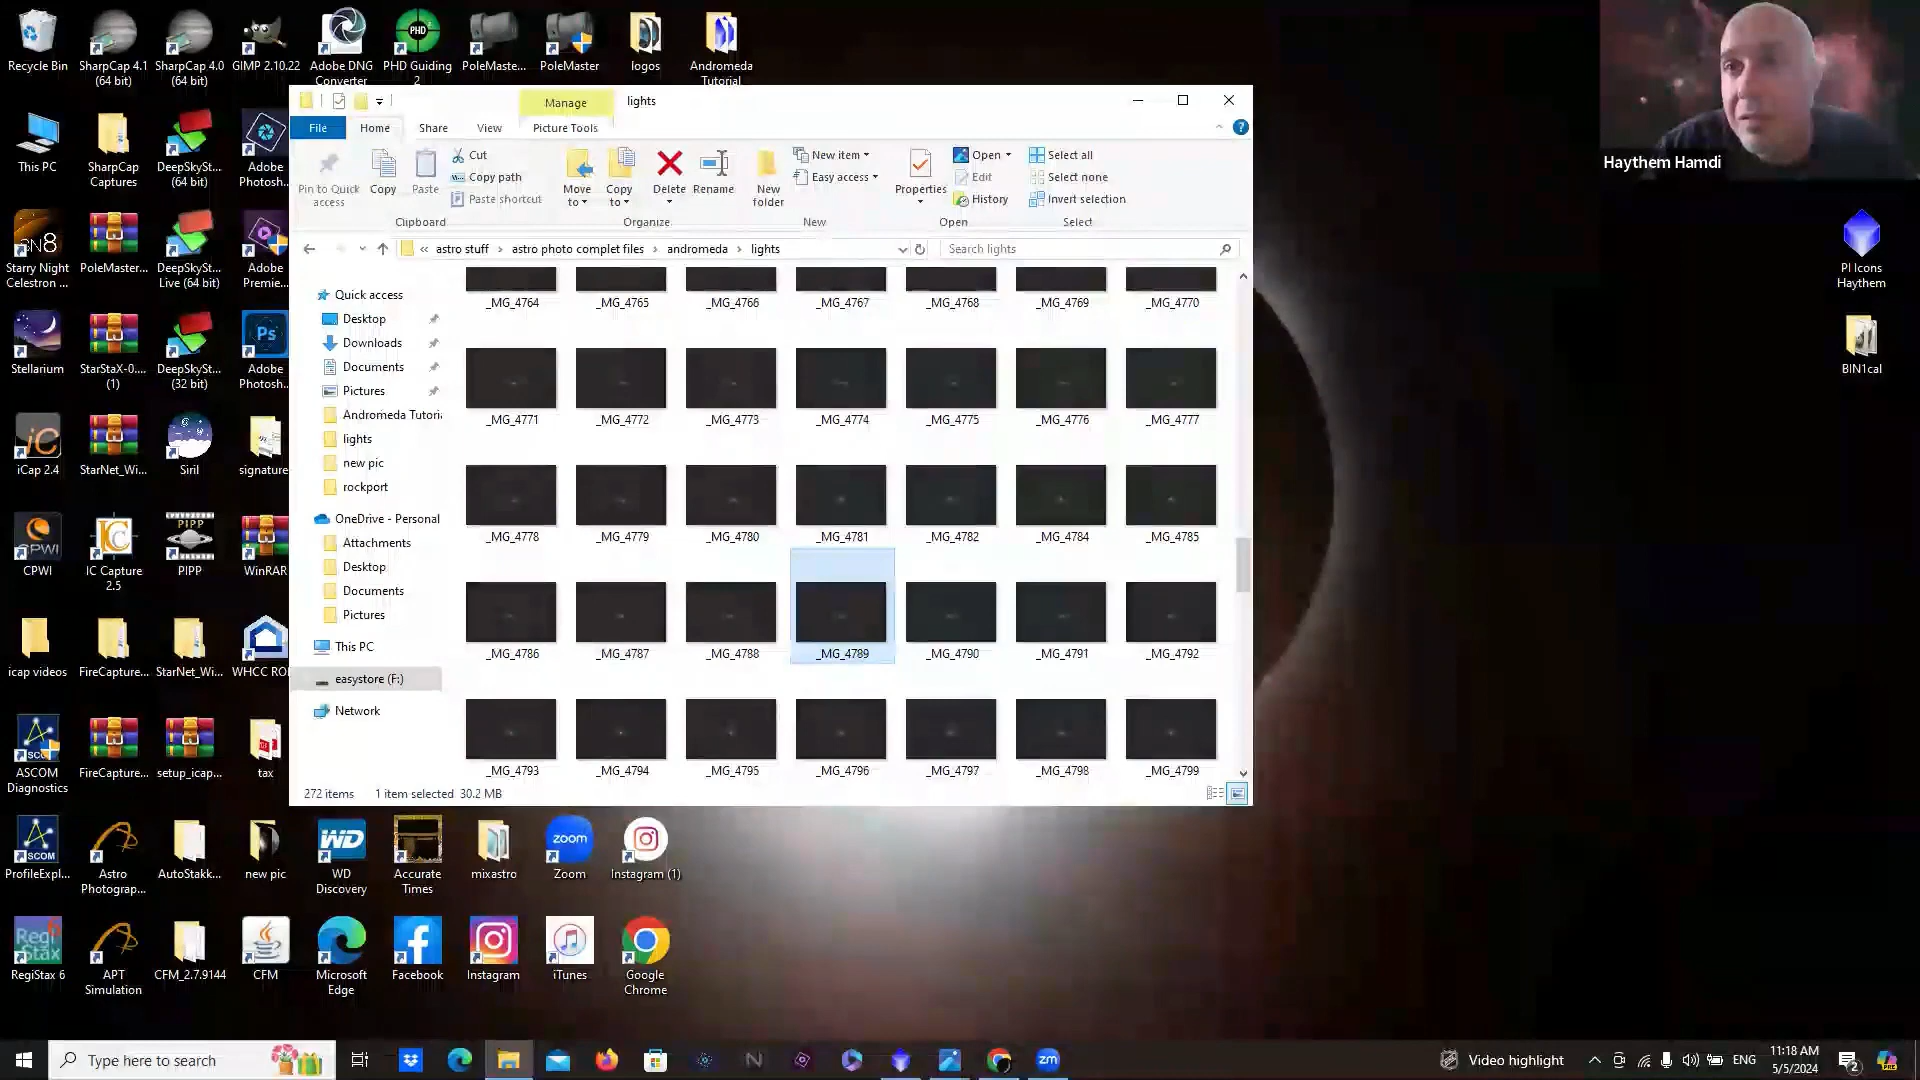 Recycle Bin
SharpCap 4.1
(64 bit)
SharpCap 4.0
(64 bit)
GIMP 2.10.22
Adobe DNG
Converter
PHD Guiding
2
PoleMaste...
PoleMaster
logos
Andromeda
Tutorial
Manage
lights
File
Home
Share
View
Picture Tools
Pin to Quick
access
Copy
Paste
Cut
Copy path
Paste shortcut
Move
to
Copy
to
Delete
Rename
New
folder
New item
Easy access
Properties
Open
Edit
History
Select all
Select none
Invert selection
Clipboard
Organize
New
Open
Select
« astro stuff > astro photo complet files > andromeda > lights
Search lights
Quick access
Desktop
Downloads
Documents
Pictures
Andromeda Tutori
lights
new pic
rockport
OneDrive - Personal
Attachments
Desktop
Documents
Pictures
This PC
easystore (F:)
Network
_MG_4764 _MG_4765 _MG_4766 _MG_4767 _MG_4768 _MG_4769 _MG_4770
_MG_4771 _MG_4772 _MG_4773 _MG_4774 _MG_4775 _MG_4776 _MG_4777
_MG_4778 _MG_4779 _MG_4780 _MG_4781 _MG_4782 _MG_4784 _MG_4785
_MG_4786 _MG_4787 _MG_4788 _MG_4789 _MG_4790 _MG_4791 _MG_4792
_MG_4793 _MG_4794 _MG_4795 _MG_4796 _MG_4797 _MG_4798 _MG_4799
272 items 1 item selected 30.2 MB
Haythem Hamdi
PI Icons
Haythem
BIN1cal
This PC
SharpCap
Captures
DeepSkySt...
(64 bit)
Adobe
Photosh...
Starry Night
Celestron ...
PoleMaster...
DeepSkySt...
Live (64 bit)
Adobe
Premie...
Stellarium
StarStaX-0....
(1)
DeepSkySt...
(32 bit)
Ps
Adobe
Photosh...
iCap 2.4
StarNet_Wi...
Siril
signature
CPWI
IC Capture
2.5
PIPP
PIPP
WinRAR
icap videos
FireCapture...
StarNet_Wi...
WHCC RO
ASCOM
Diagnostics
FireCapture...
setup_icap...
tax
ProfileExpl...
Astro
Photograp...
AutoStakk...
new pic
WD
WD
Discovery
Accurate
Times
mixastro
zoom
Zoom
Instagram (1)
RegiStax 6
APT
Simulation
CFM_2.7.9144
CFM
Microsoft
Edge
Facebook
Instagram
iTunes
Google
Chrome
Type here to search
zm
Video highlight
ENG
11:18 AM
5/5/2024
2